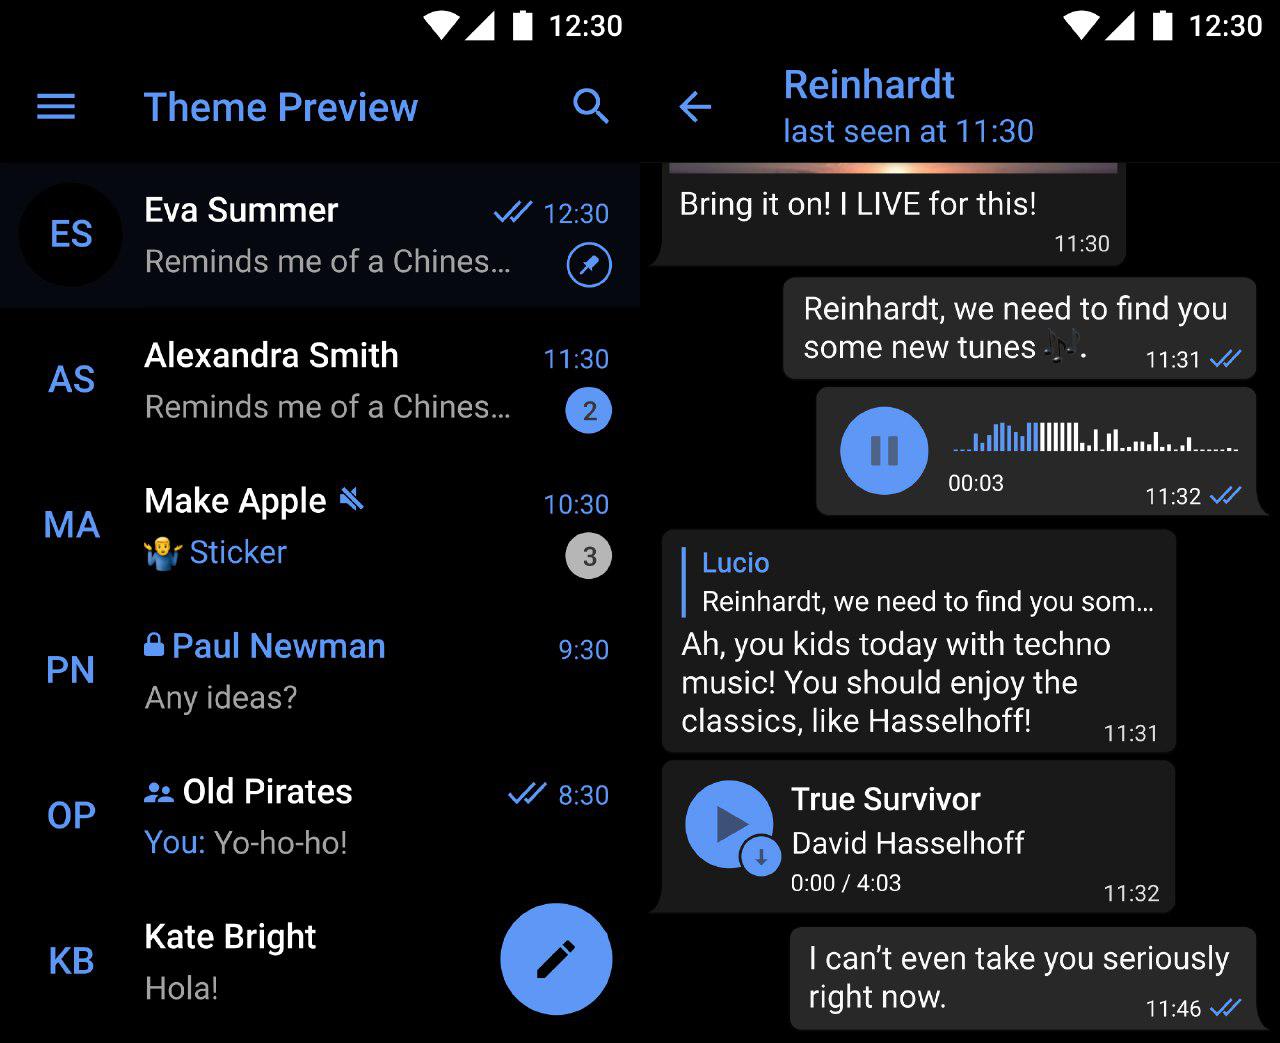 12:30
Theme Preview
ES
Eva Summer
12:30
Reminds me of a Chines...
AS
Alexandra Smith
11:30
Reminds me of a Chines...
2
MA
Make Apple
10:30
Sticker
3
PN
Paul Newman
9:30
Any ideas?
OP
Old Pirates
8:30
You: Yo-ho-ho!
KB
Kate Bright
Hola!
12:30
Reinhardt
last seen at 11:30
Bring it on! I LIVE for this!
11:30
Reinhardt, we need to find you
some new tunes 🎶.
11:31
00:03
11:32
Lucio
Reinhardt, we need to find you som...
Ah, you kids today with techno
music! You should enjoy the
classics, like Hasselhoff!
11:31
True Survivor
David Hasselhoff
0:00 / 4:03
11:32
I can’t even take you seriously
right now.
11:46